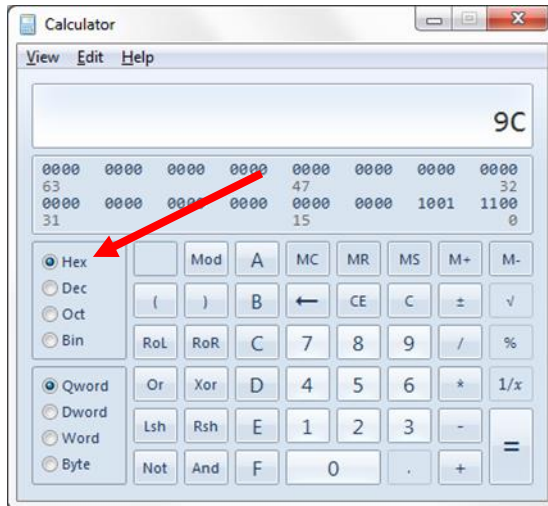 Calculator
View Edit Help
9C
0000 0000 0000 0000 0000 0000 0000 0000
63 47 32
0000 0000 0000 0000 0000 0000 1001 1100
31 15 0
Hex Mod A MC MR MS M+ M-
Dec
Oct
( ) B ← CE C ± √
Bin RoL RoR C 7 8 9 / %
Qword Or Xor D 4 5 6 * 1/x
Dword
Word
Lsh Rsh E 1 2 3 - =
Byte Not And F 0 . +